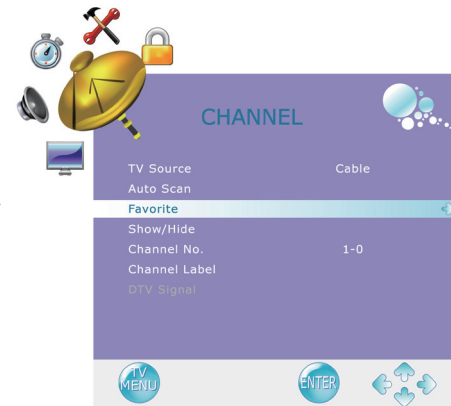 CHANNEL
TV Source Cable
Auto Scan
Favorite
Show/Hide
Channel No. 1-0
Channel Label
DTV Signal
TV
MENU ENTER